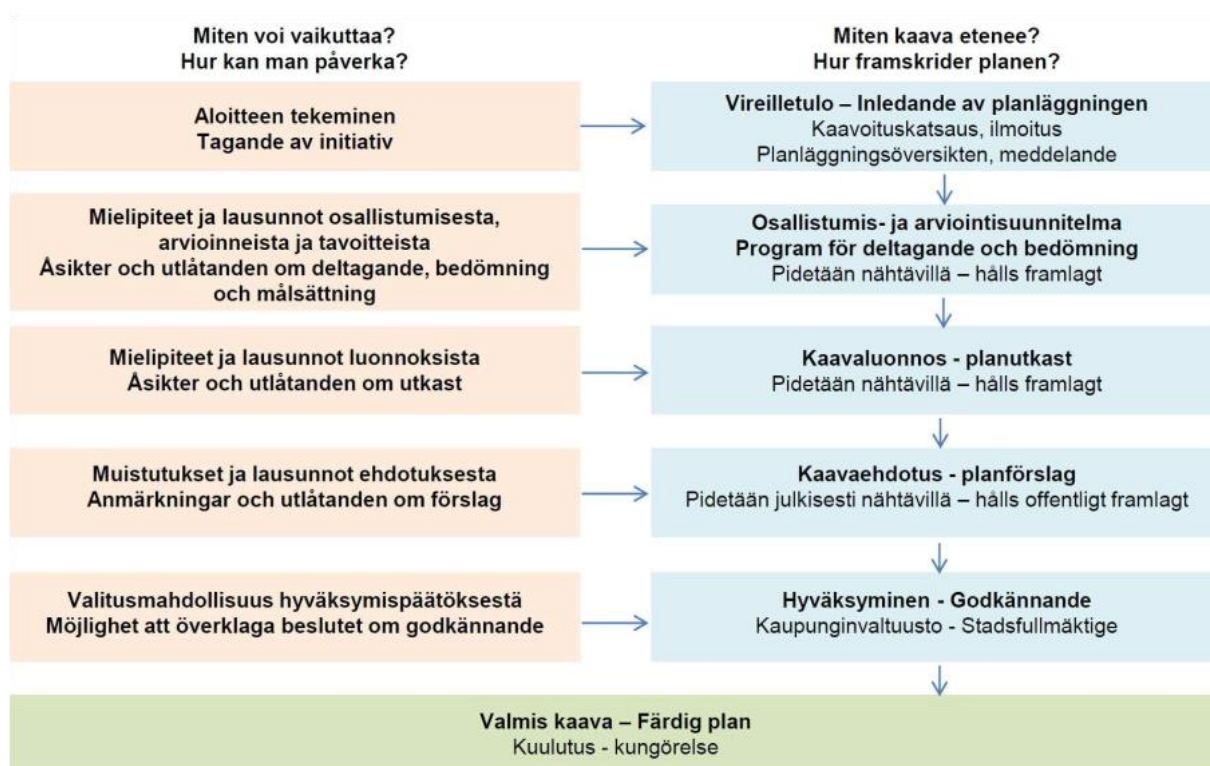 Miten voi vaikuttaa?
Hur kan man påverka?
Miten kaava etenee?
Hur framskrider planen?
Aloitteen tekeminen
Tagande av initiativ
Vireilletulo – Inledande av planläggningen
Kaavoituskatsaus, ilmoitus
Planläggningsöversikten, meddelande
Mielipiteet ja lausunnot osallistumisesta,
arvioinneista ja tavoitteista
Åsikter och utlåtanden om deltagande, bedömning
och målsättning
Osallistumis- ja arviointisuunnitelma
Program för deltagande och bedömning
Pidetään nähtävillä – hålls framlagt
Mielipiteet ja lausunnot luonnoksista
Åsikter och utlåtanden om utkast
Kaavaluonnos - planutkast
Pidetään nähtävillä – hålls framlagt
Muistutukset ja lausunnot ehdotuksesta
Anmärkningar och utlåtanden om förslag
Kaavaehdotus - planförslag
Pidetään julkisesti nähtävillä – hålls offentligt framlagt
Valitusmahdollisuus hyväksymispäätöksestä
Möjlighet att överklaga beslutet om godkännande
Hyväksyminen - Godkännande
Kaupunginvaltuusto - Stadsfullmäktige
Valmis kaava – Färdig plan
Kuulutus - kungörelse